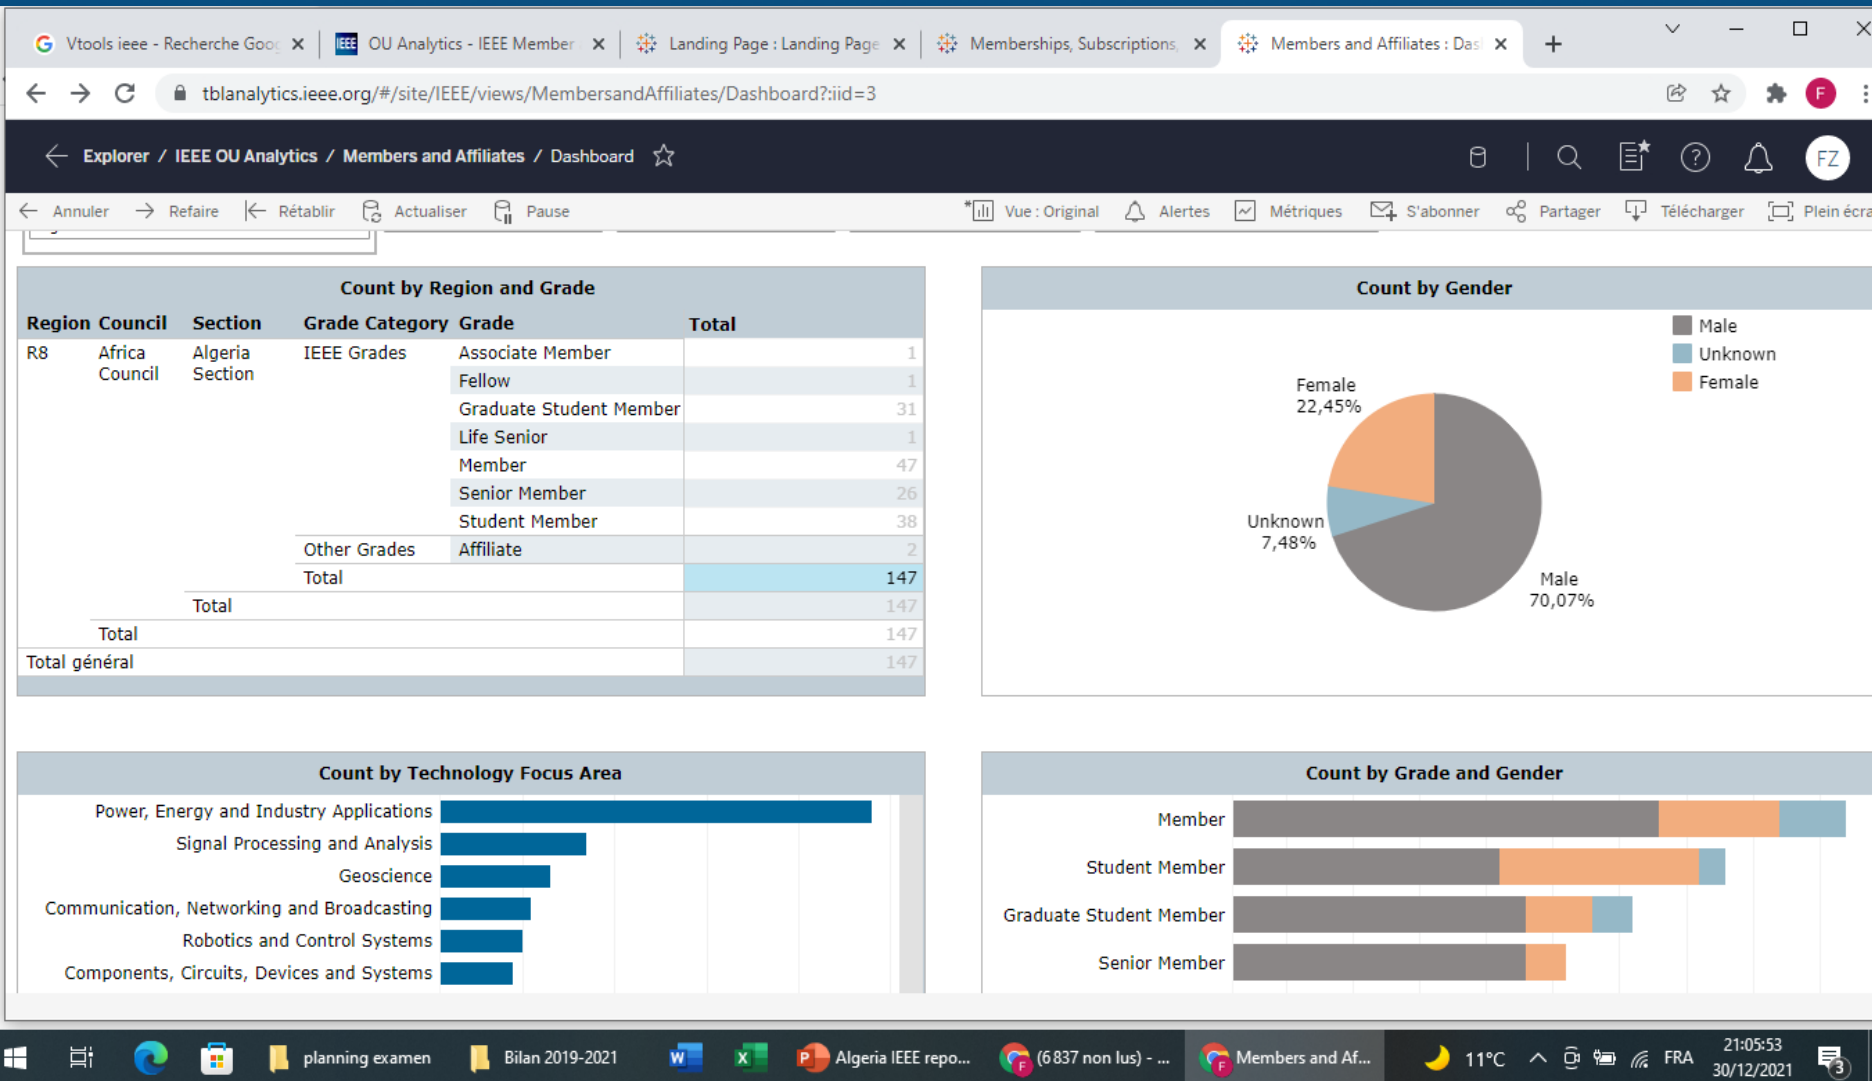 Vtools ieee - Recherche Goog
IEEE OU Analytics - IEEE Member
Landing Page : Landing Page
Memberships, Subscriptions,
Members and Affiliates : Das
tblanalytics.ieee.org/#/site/IEEE/views/MembersandAffiliates/Dashboard?:iid=3
F
Explorer / IEEE OU Analytics / Members and Affiliates / Dashboard
FZ
Annuler Refaire Rétablir Actualiser Pause
Vue : Original Alertes Métriques S'abonner Partager Télécharger Plein écra
Count by Region and Grade
Region Council Section Grade Category Grade Total
R8 Africa Council Algeria Section IEEE Grades Associate Member 1
Fellow 1
Graduate Student Member 31
Life Senior 1
Member 47
Senior Member 26
Student Member 38
Other Grades Affiliate 2
Total 147
Total 147
Total 147
Total général 147
Count by Gender
Male
Unknown
Female
Female
22,45%
Unknown
7,48%
Male
70,07%
Count by Technology Focus Area
Power, Energy and Industry Applications
Signal Processing and Analysis
Geoscience
Communication, Networking and Broadcasting
Robotics and Control Systems
Components, Circuits, Devices and Systems
Count by Grade and Gender
Member
Student Member
Graduate Student Member
Senior Member
planning examen
Bilan 2019-2021
Algeria IEEE repo...
(6 837 non lus) - ...
Members and Af...
11°C
FRA
21:05:53
30/12/2021
3